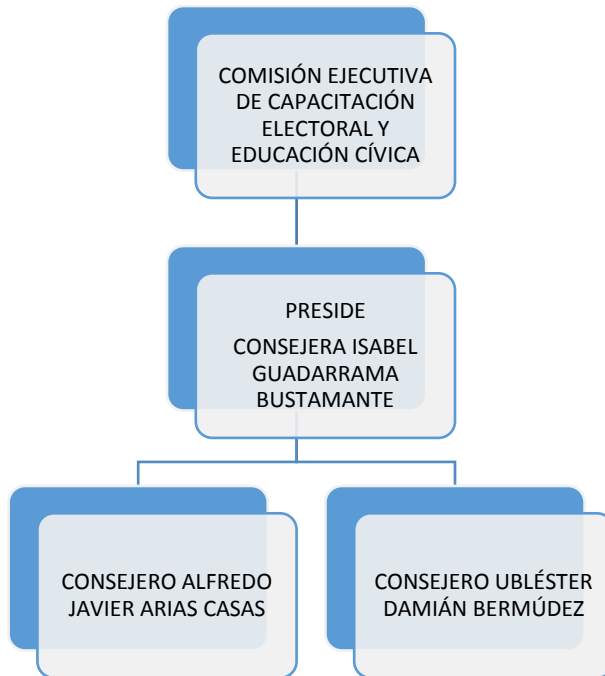 COMISIÓN EJECUTIVA
DE CAPACITACIÓN
ELECTORAL Y
EDUCACIÓN CÍVICA
PRESIDE
CONSEJERA ISABEL
GUADARRAMA
BUSTAMANTE
CONSEJERO ALFREDO
JAVIER ARIAS CASAS
CONSEJERO UBLÉSTER
DAMIÁN BERMÚDEZ